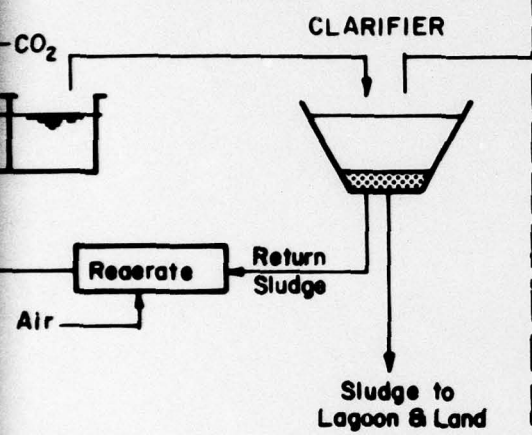 CLARIFIER
CO₂
Return
Sludge
Reaerate
Air
Sludge to
Lagoon & Land